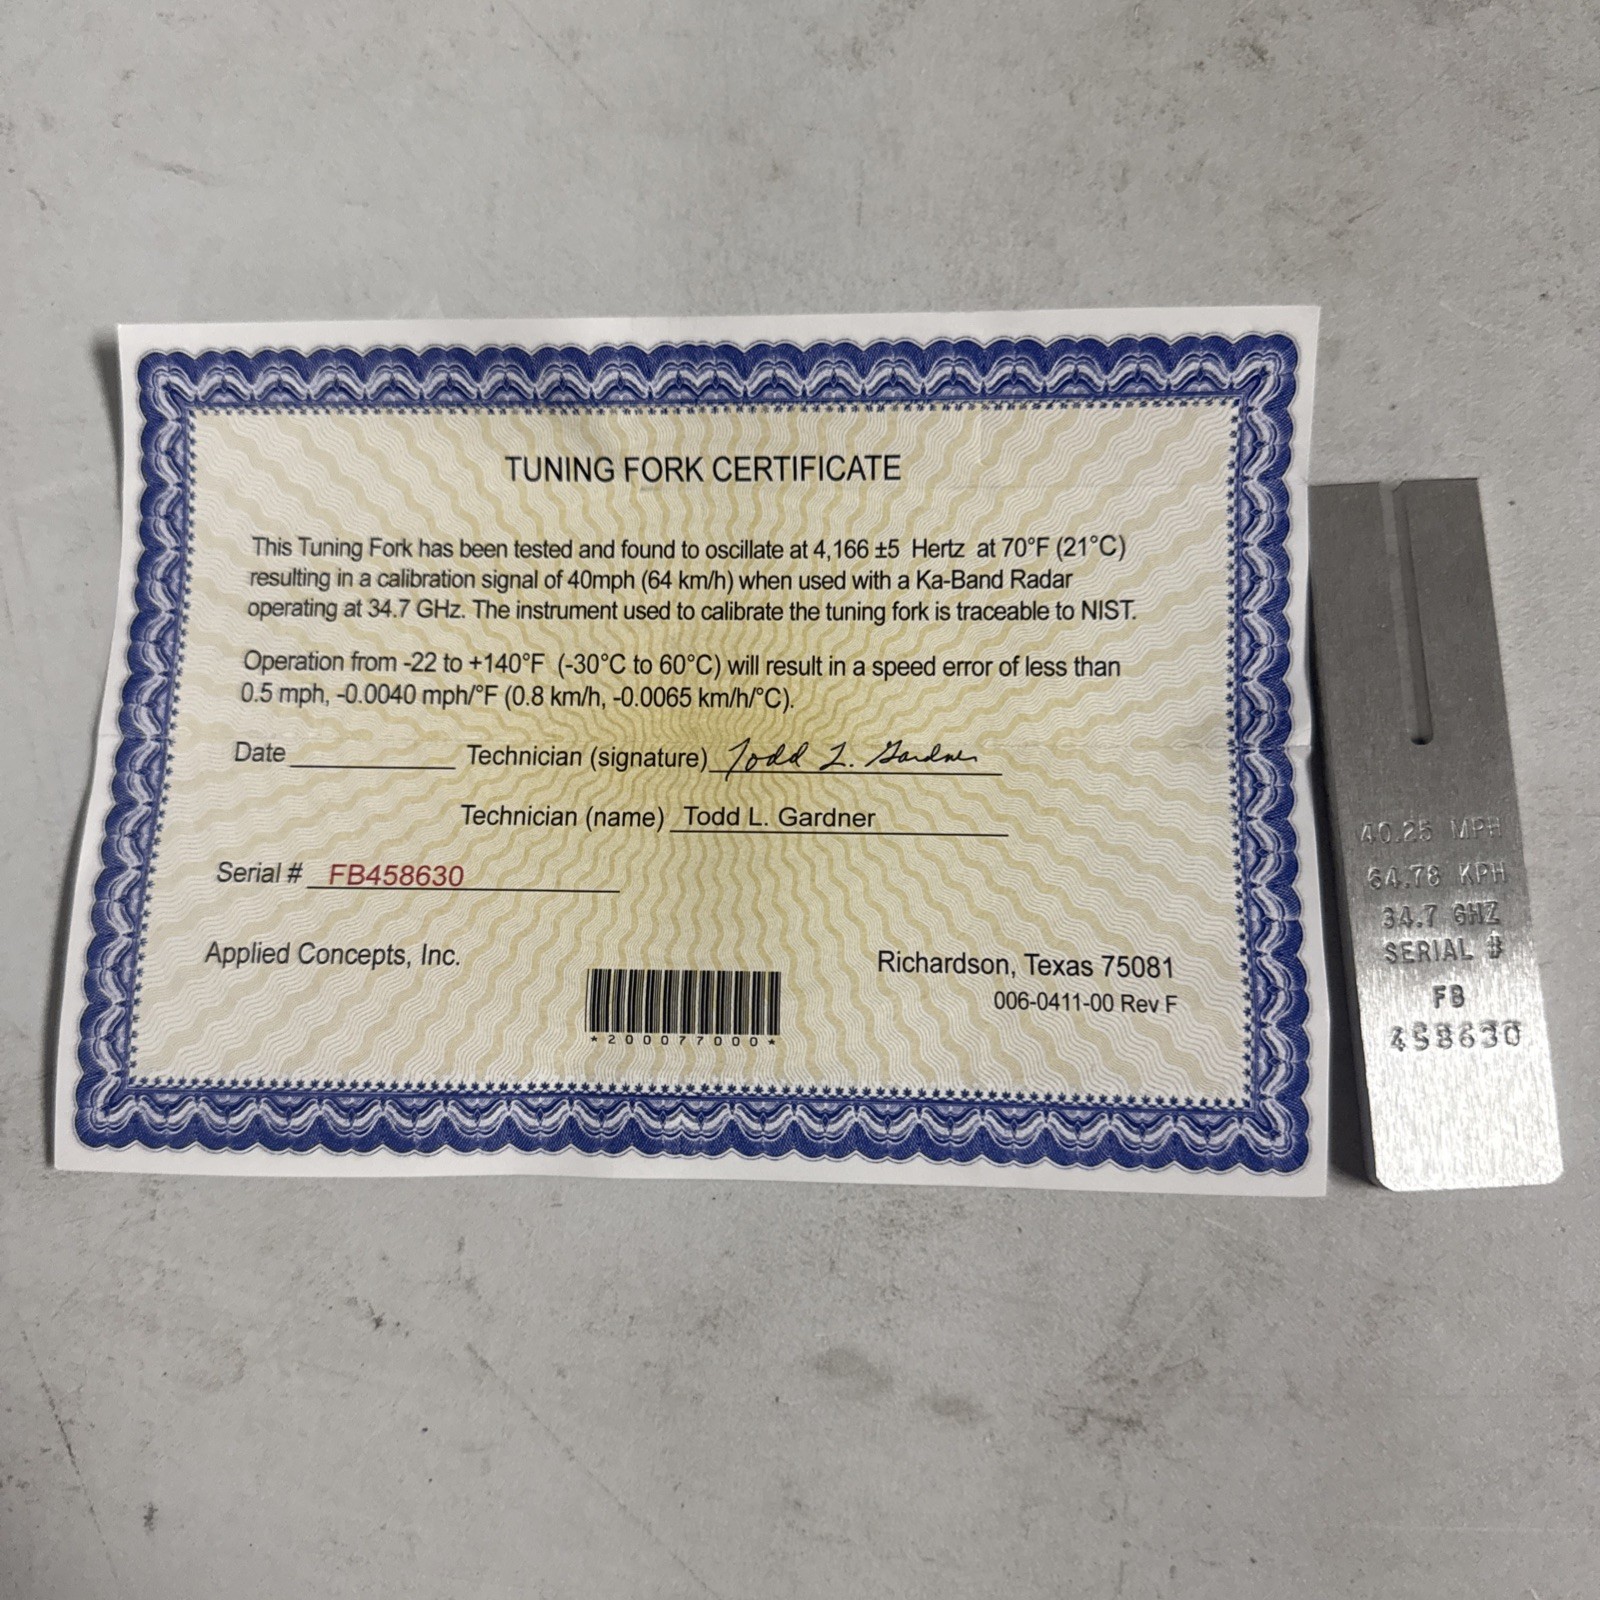 TUNING FORK CERTIFICATE
This Tuning Fork has been tested and found to oscillate at 4,166 ±5 Hertz at 70°F (21°C)
resulting in a calibration signal of 40mph (64 km/h) when used with a Ka-Band Radar
operating at 34.7 GHz. The instrument used to calibrate the tuning fork is traceable to NIST.
Operation from -22 to +140°F (-30°C to 60°C) will result in a speed error of less than
0.5 mph, -0.0040 mph/°F (0.8 km/h, -0.0065 km/h/°C).
Date Technician (signature) Todd L. Gardner
Technician (name) Todd L. Gardner
Serial # FB458630
Applied Concepts, Inc.
Richardson, Texas 75081
006-0411-00 Rev F
*200077000*
40.25 MPH
64.78 KPH
34.7 GHZ
SERIAL #
FB
458630